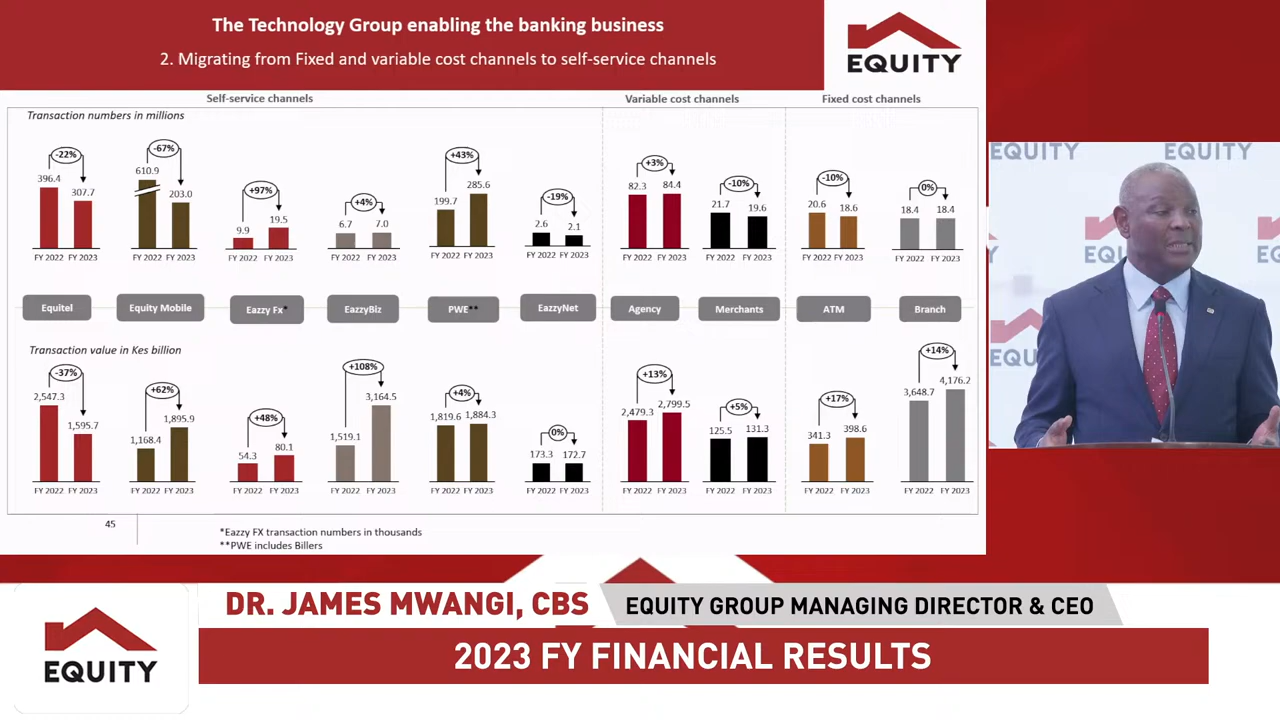 The Technology Group enabling the banking business
2. Migrating from Fixed and variable cost channels to self-service channels
EQUITY
Self-service channels
Variable cost channels
Fixed cost channels
Transaction numbers in millions
-22%
396.4
307.7
FY 2022 FY 2023
-67%
610.9
203.0
FY 2022 FY 2023
+97%
9.9
19.5
FY 2022 FY 2023
+4%
6.7
7.0
FY 2022 FY 2023
+43%
199.7
285.6
FY 2022 FY 2023
-19%
2.6
2.1
FY 2022 FY 2023
+3%
82.3
84.4
FY 2022 FY 2023
-10%
21.7
19.6
FY 2022 FY 2023
-10%
20.6
18.6
FY 2022 FY 2023
0%
18.4
18.4
FY 2022 FY 2023
Equitel
Equity Mobile
Eazzy Fx*
EazzyBiz
PWE**
EazzyNet
Agency
Merchants
ATM
Branch
Transaction value in Kes billion
-37%
2,547.3
1,595.7
FY 2022 FY 2023
+62%
1,168.4
1,895.9
FY 2022 FY 2023
+48%
54.3
80.1
FY 2022 FY 2023
+108%
1,519.1
3,164.5
FY 2022 FY 2023
+4%
1,819.6
1,884.3
FY 2022 FY 2023
0%
173.3
172.7
FY 2022 FY 2023
+13%
2,479.3
2,799.5
FY 2022 FY 2023
+5%
125.5
131.3
FY 2022 FY 2023
+17%
341.3
398.6
FY 2022 FY 2023
+14%
3,648.7
4,176.2
FY 2022 FY 2023
45
*Eazzy FX transaction numbers in thousands
**PWE includes Billers
EQUITY
EQUITY
DR. JAMES MWANGI, CBS
EQUITY GROUP MANAGING DIRECTOR & CEO
EQUITY
2023 FY FINANCIAL RESULTS